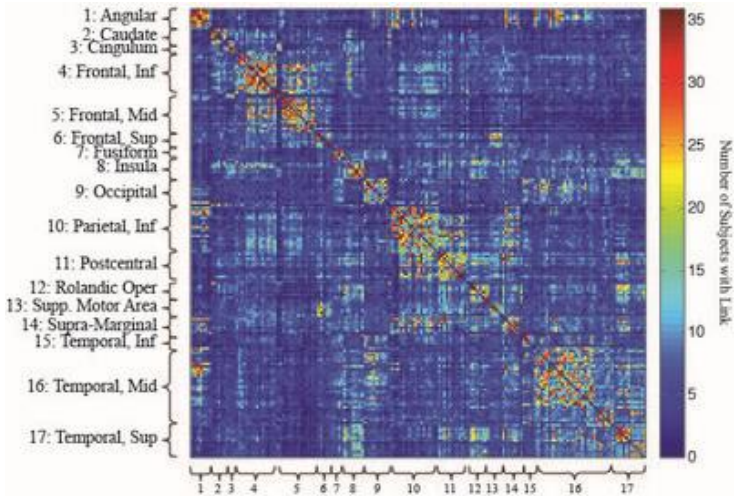 1: Angular
2: Caudate
3: Cingulum
4: Frontal, Inf
5: Frontal, Mid
6: Frontal, Sup
7: Fusiform
8: Insula
9: Occipital
10: Parietal, Inf
11: Postcentral
12: Rolandic Oper
13: Supp. Motor Area
14: Supra-Marginal
15: Temporal, Inf
16: Temporal, Mid
17: Temporal, Sup
1 2 3 4 5 6 7 8 9 10 11 12 13 14 15 16 17
35
30
25
20
15
10
5
0
Number of Subjects with Link